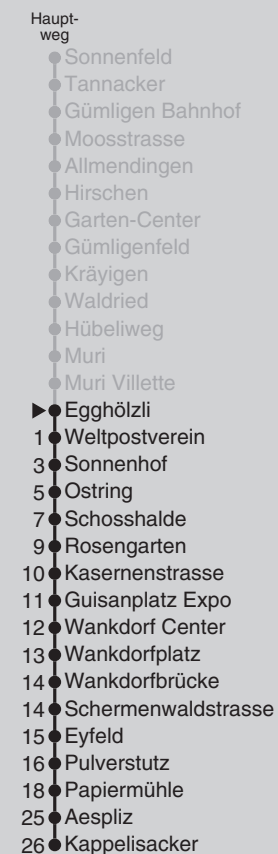 Haupt-
weg
Sonnenfeld
Tannacker
Gümligen Bahnhof
Moosstrasse
Allmendingen
Hirschen
Garten-Center
Gümligenfeld
Kräyigen
Waldried
Hübeliweg
Muri
Muri Villette
Egghölzli
1 Weltpostverein
3 Sonnenhof
5 Ostring
7 Schosshalde
9 Rosengarten
10 Kasernenstrasse
11 Guisanplatz Expo
12 Wankdorf Center
13 Wankdorfplatz
14 Wankdorfbrücke
14 Schermenwaldstrasse
15 Eyfeld
16 Pulverstutz
18 Papiermühle
25 Aespliz
26 Kappelisacker